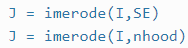 J = imerode(I,SE)
J = imerode(I,nhood)